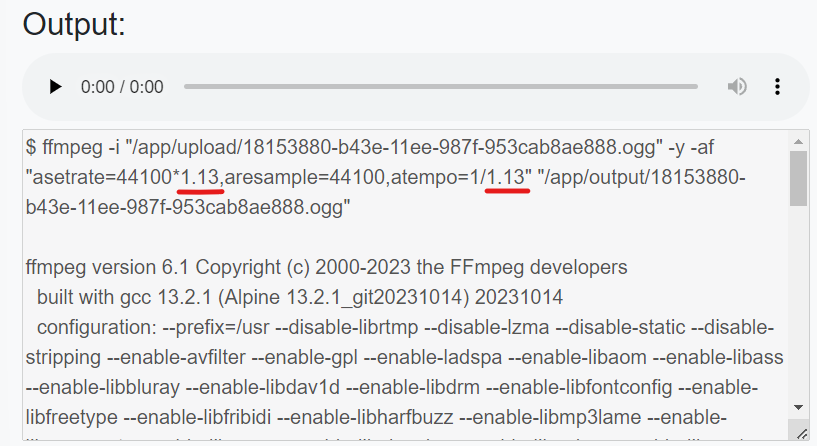 Output:
0:00 / 0:00
$ ffmpeg -i "/app/upload/18153880-b43e-11ee-987f-953cab8ae888.ogg" -y -af
"asetrate=44100*1.13,aresample=44100,atempo=1/1.13" "/app/output/18153880-
b43e-11ee-987f-953cab8ae888.ogg"
ffmpeg version 6.1 Copyright (c) 2000-2023 the FFmpeg developers
built with gcc 13.2.1 (Alpine 13.2.1_git20231014) 20231014
configuration: --prefix=/usr --disable-librtmp --disable-lzma --disable-static --disable-
stripping --enable-avfilter --enable-gpl --enable-ladspa --enable-libaom --enable-libass
--enable-libbluray --enable-libdav1d --enable-libdrm --enable-libfontconfig --enable-
libfreetype --enable-libfribidi --enable-libharfbuzz --enable-libmp3lame --enable-